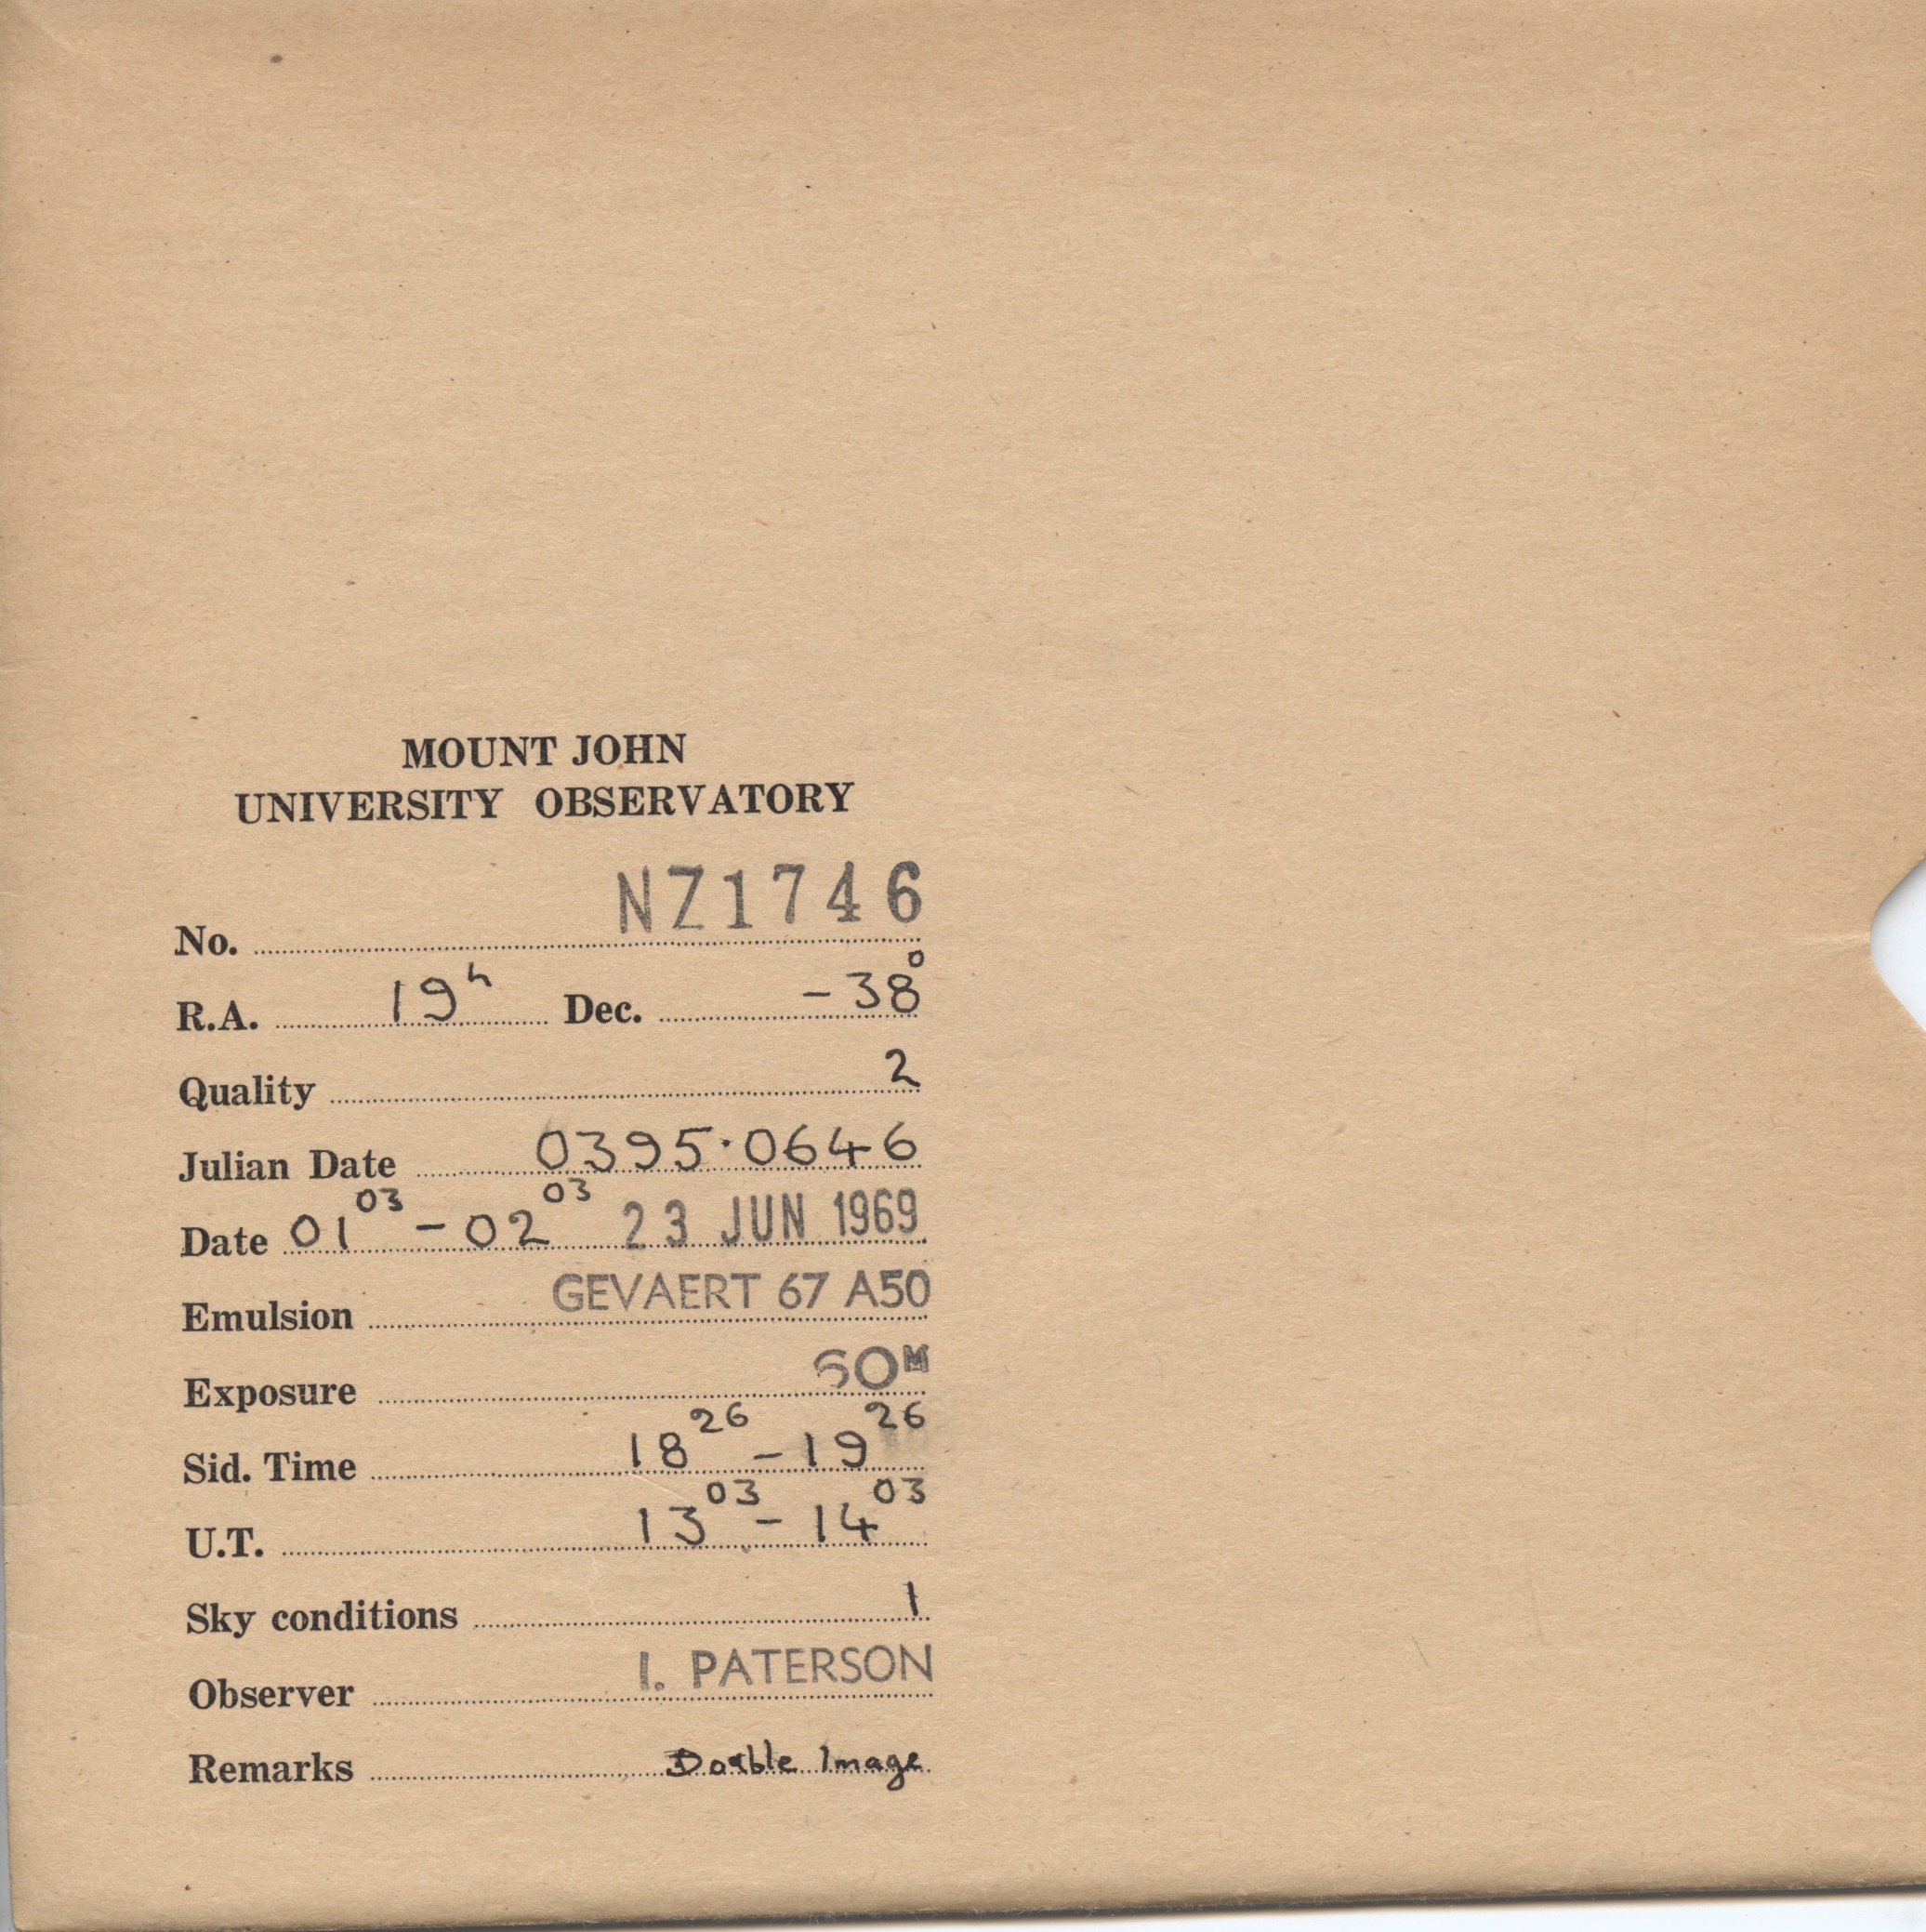 MOUNT JOHN
UNIVERSITY OBSERVATORY
No. NZ1746
R.A. 19h Dec. -38°
Quality 2
Julian Date 0395.0646
Date 01 03 - 02 03 23 JUN 1969
Emulsion GEVAERT 67 A50
Exposure 60M
Sid. Time 18 26 - 19 26
U.T. 13 03 - 14 03
Sky conditions 1
Observer I. PATERSON
Remarks Double Image